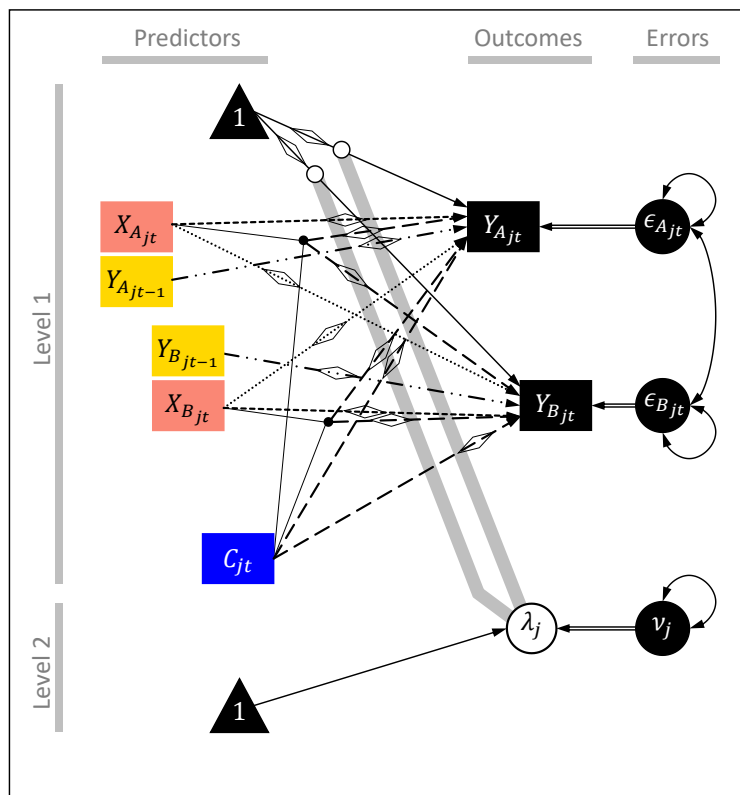 Predictors
Outcomes
Errors
Level 1
1
X_{A_{jt}}
Y_{A_{jt}}
ϵ_{A_{jt}}
Y_{A_{jt−1}}
Y_{B_{jt−1}}
X_{B_{jt}}
Y_{B_{jt}}
ϵ_{B_{jt}}
C_{jt}
Level 2
λ_j
ν_j
1